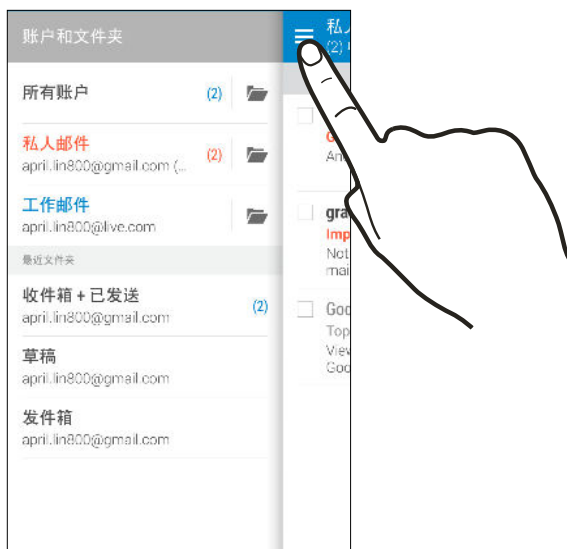 账户和文件夹
所有账户 (2)
私人邮件
april.lin800@gmail.com (... (2)
工作邮件
april.lin800@live.com
最近文件夹
收件箱 + 已发送
april.lin800@gmail.com (2)
草稿
april.lin800@gmail.com
发件箱
april.lin800@gmail.com
私人
(2)
G
And
gra
Imp
Not
mai
Goo
Top
View
Goo